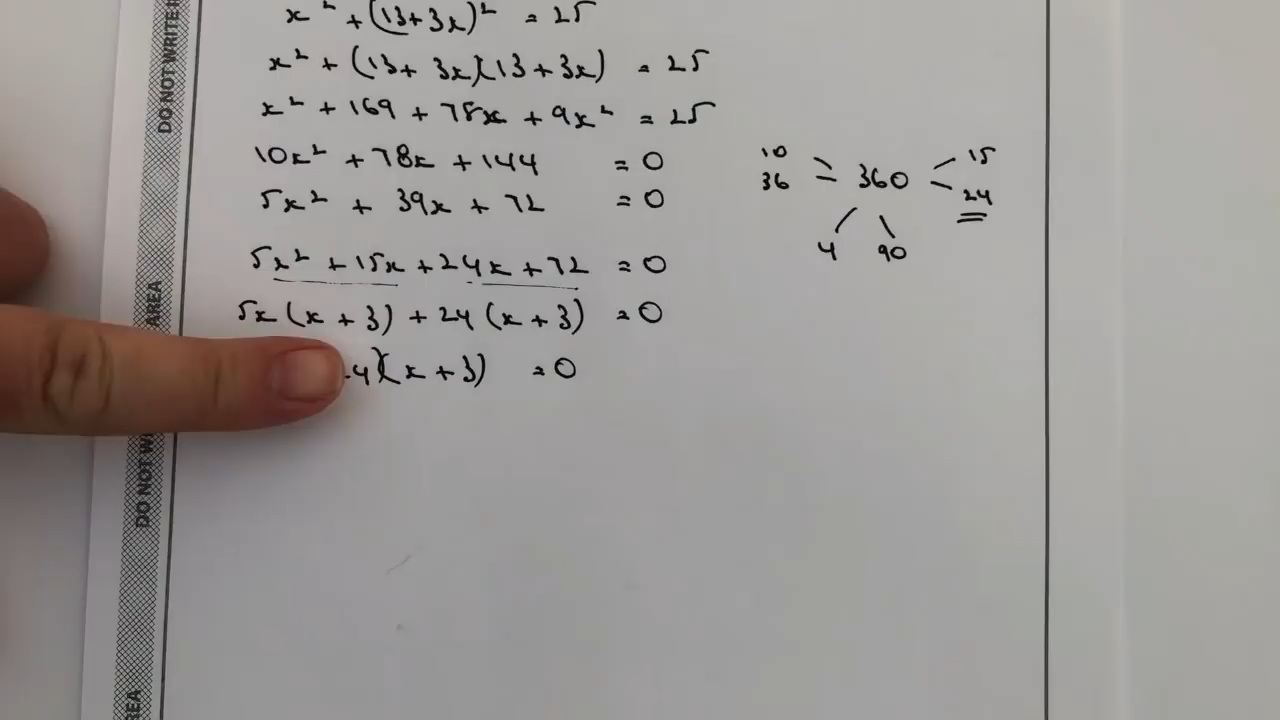 x² + (13+3x)² = 25
x² + (13 + 3x)(13 + 3x) = 25
x² + 169 + 78x + 9x² = 25
10x² + 78x + 144 = 0
5x² + 39x + 72 = 0
5x² + 15x + 24x + 72 = 0
5x (x + 3) + 24 (x + 3) = 0
4)(x + 3) = 0
10
36
360
15
24
4 90
DO NOT WRITE
AREA
DO NOT W
REA